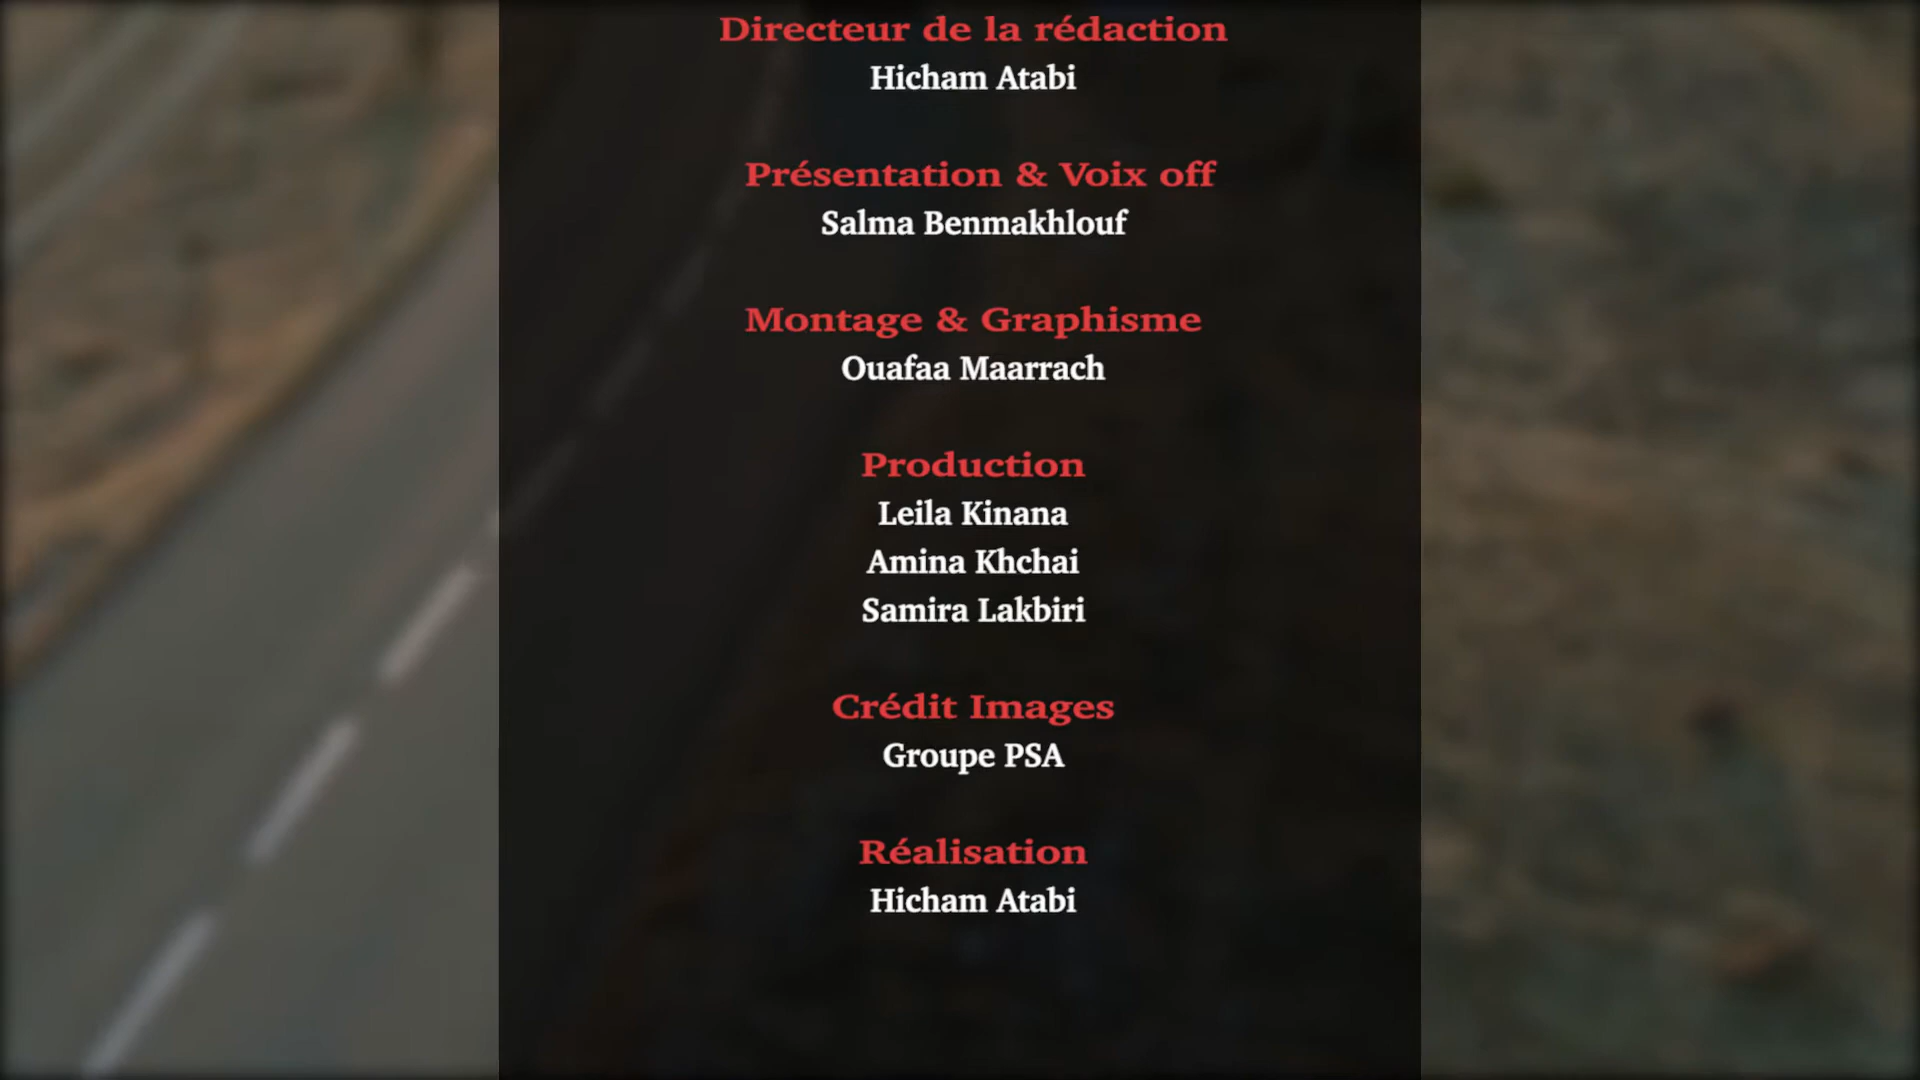 Directeur de la rédaction
Hicham Atabi
Présentation & Voix off
Salma Benmakhlouf
Montage & Graphisme
Ouafaa Maarrach
Production
Leila Kinana
Amina Khchai
Samira Lakbiri
Crédit Images
Groupe PSA
Réalisation
Hicham Atabi